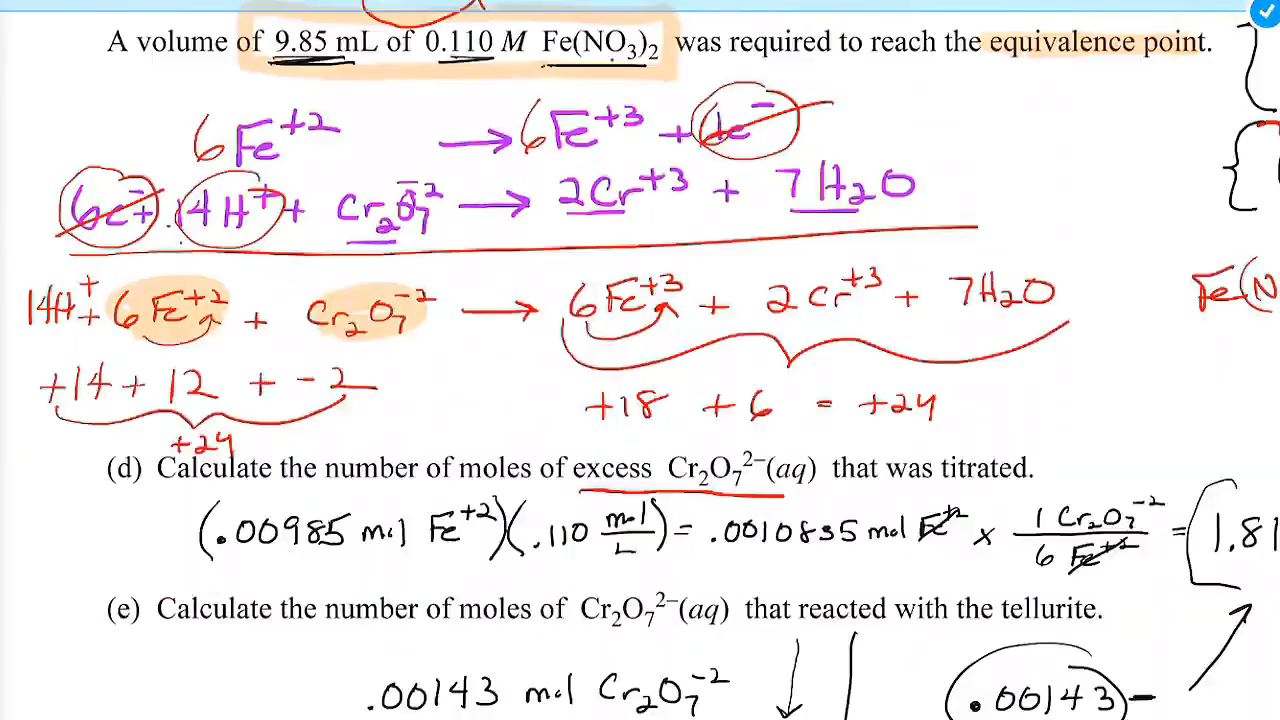 A volume of 9.85 mL of 0.110 M Fe(NO₃)₂ was required to reach the equivalence point.
6Fe⁺² → 6Fe⁺³ + 6e⁻
6e⁻ + 14H⁺ + Cr₂O₇⁻² → 2Cr⁺³ + 7H₂O
14H⁺ + 6Fe⁺² + Cr₂O₇⁻² → 6Fe⁺³ + 2Cr⁺³ + 7H₂O
Fe(N
+14 + 12 + -2
+18 + 6 = +24
+24
(d) Calculate the number of moles of excess Cr₂O₇²⁻(aq) that was titrated.
(.00985 mol Fe⁺²)(.110 mol/L) = .0010835 mol Fe⁺² × 1 Cr₂O₇⁻² / 6 Fe⁺² = 1.81
(e) Calculate the number of moles of Cr₂O₇²⁻(aq) that reacted with the tellurite.
.00143 mol Cr₂O₇⁻² .00143 –